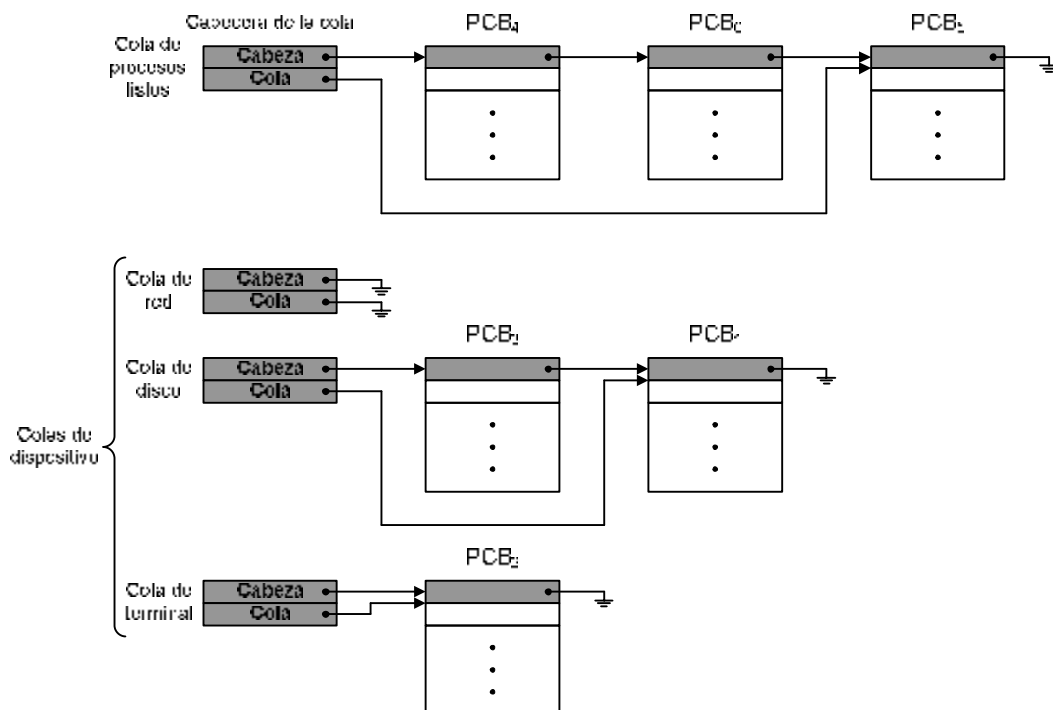 Cabecera de la cola
PCB₄
Cola de
procesos
listos
Cabeza
Cola
Cola de
red
Cabeza
Cola
Cola de
disco
Cabeza
Cola
Colas de
dispositivo
Cola de
terminal
Cabeza
Cola